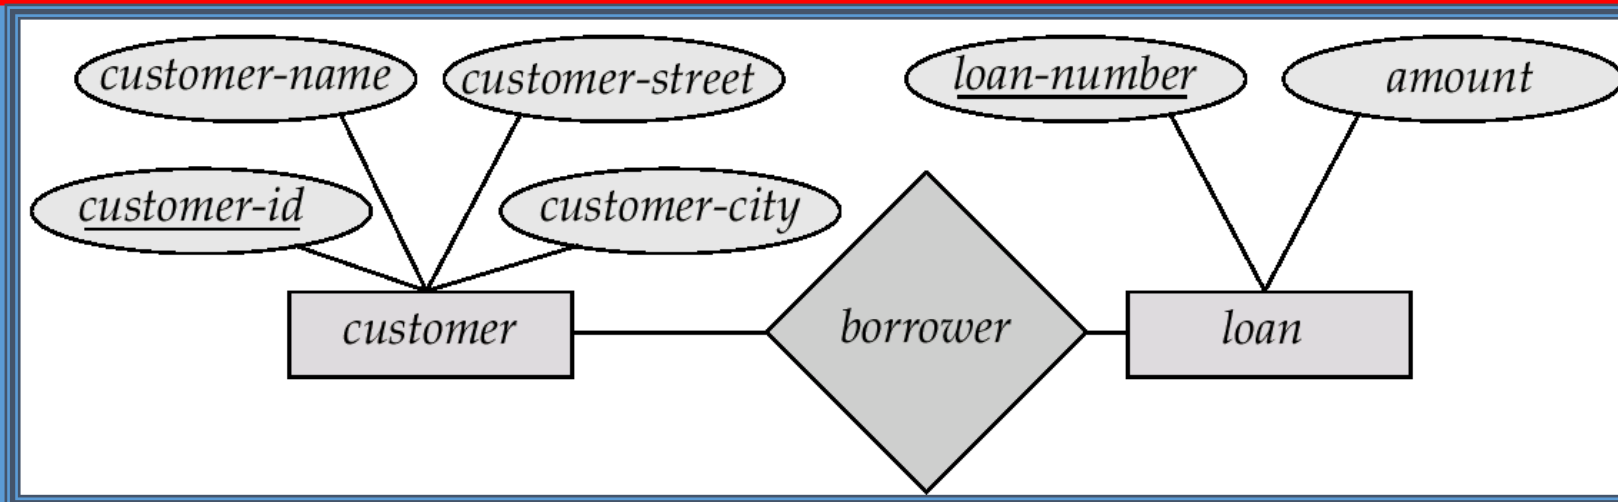 customer-name
customer-street
loan-number
amount
customer-id
customer-city
customer
borrower
loan